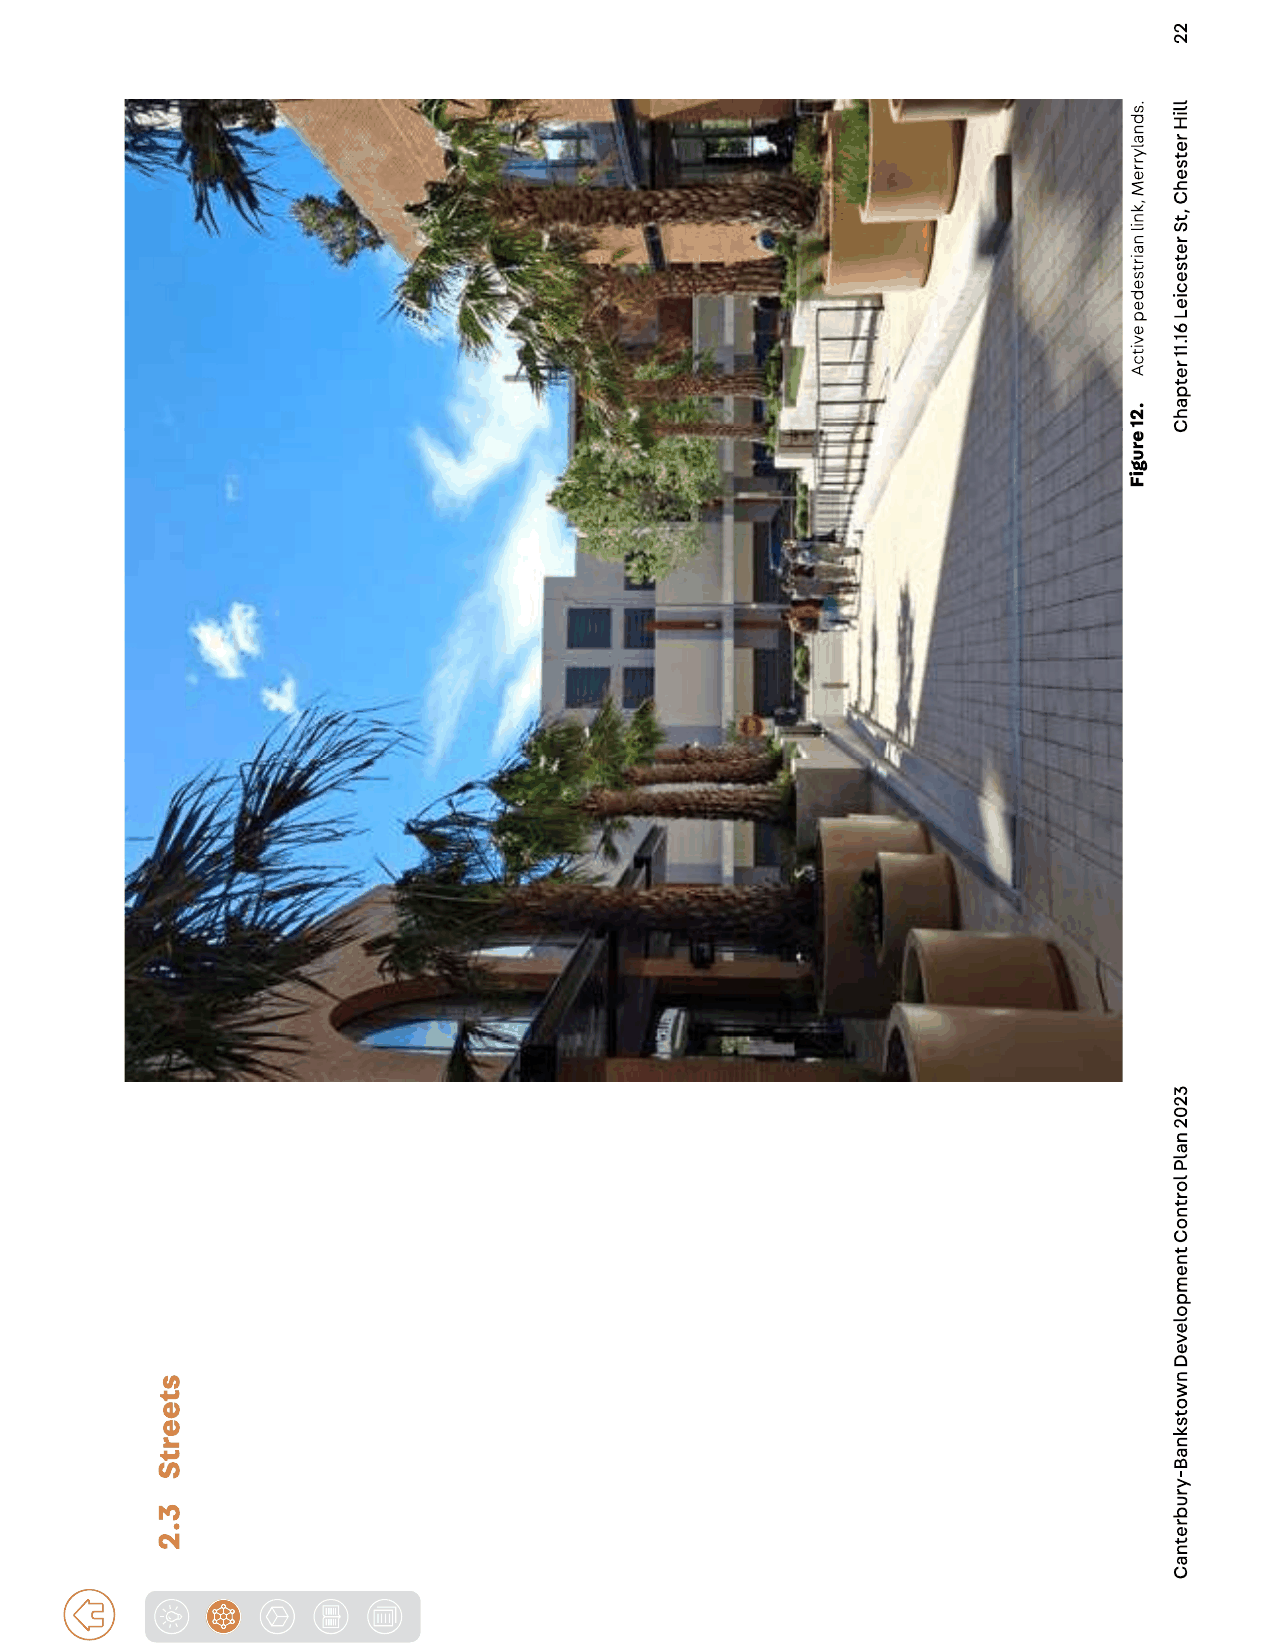 2.3 Streets
Figure 12. Active pedestrian link, Merrylands.
Canterbury-Bankstown Development Control Plan 2023
Chapter 11.16 Leicester St, Chester Hill
22